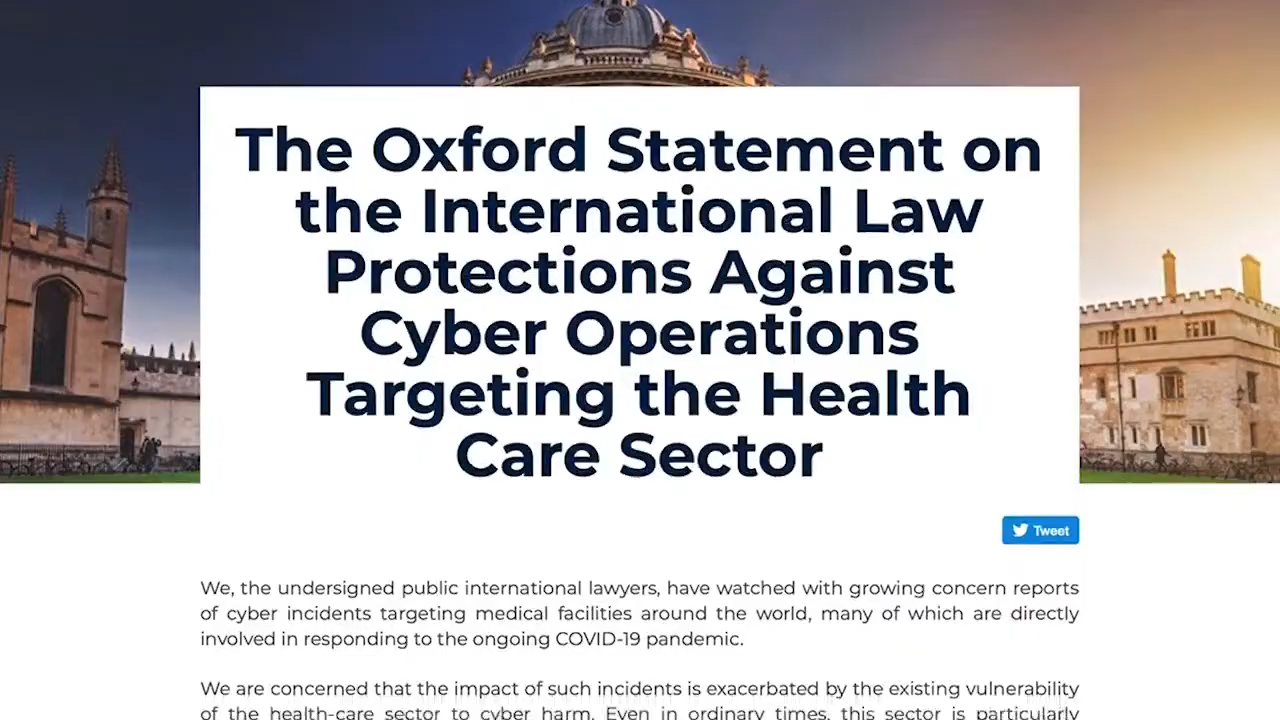 The Oxford Statement on
the International Law
Protections Against
Cyber Operations
Targeting the Health
Care Sector
Tweet
We, the undersigned public international lawyers, have watched with growing concern reports
of cyber incidents targeting medical facilities around the world, many of which are directly
involved in responding to the ongoing COVID-19 pandemic.
We are concerned that the impact of such incidents is exacerbated by the existing vulnerability
of the health-care sector to cyber harm. Even in ordinary times, this sector is particularly